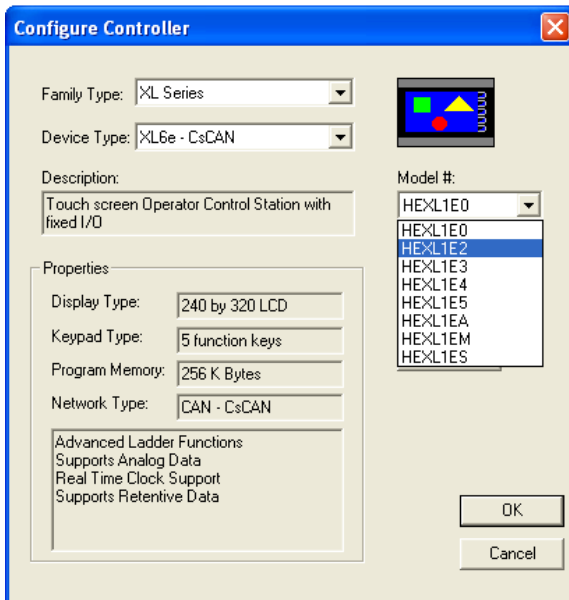 Configure Controller
Family Type: XL Series
Device Type: XL6e - CsCAN
Description:
Touch screen Operator Control Station with
fixed I/O
Model #:
HEXL1E0
HEXL1E0
HEXL1E2
HEXL1E3
HEXL1E4
HEXL1E5
HEXL1EA
HEXL1EM
HEXL1ES
Properties
Display Type: 240 by 320 LCD
Keypad Type: 5 function keys
Program Memory: 256 K Bytes
Network Type: CAN - CsCAN
Advanced Ladder Functions
Supports Analog Data
Real Time Clock Support
Supports Retentive Data
OK
Cancel